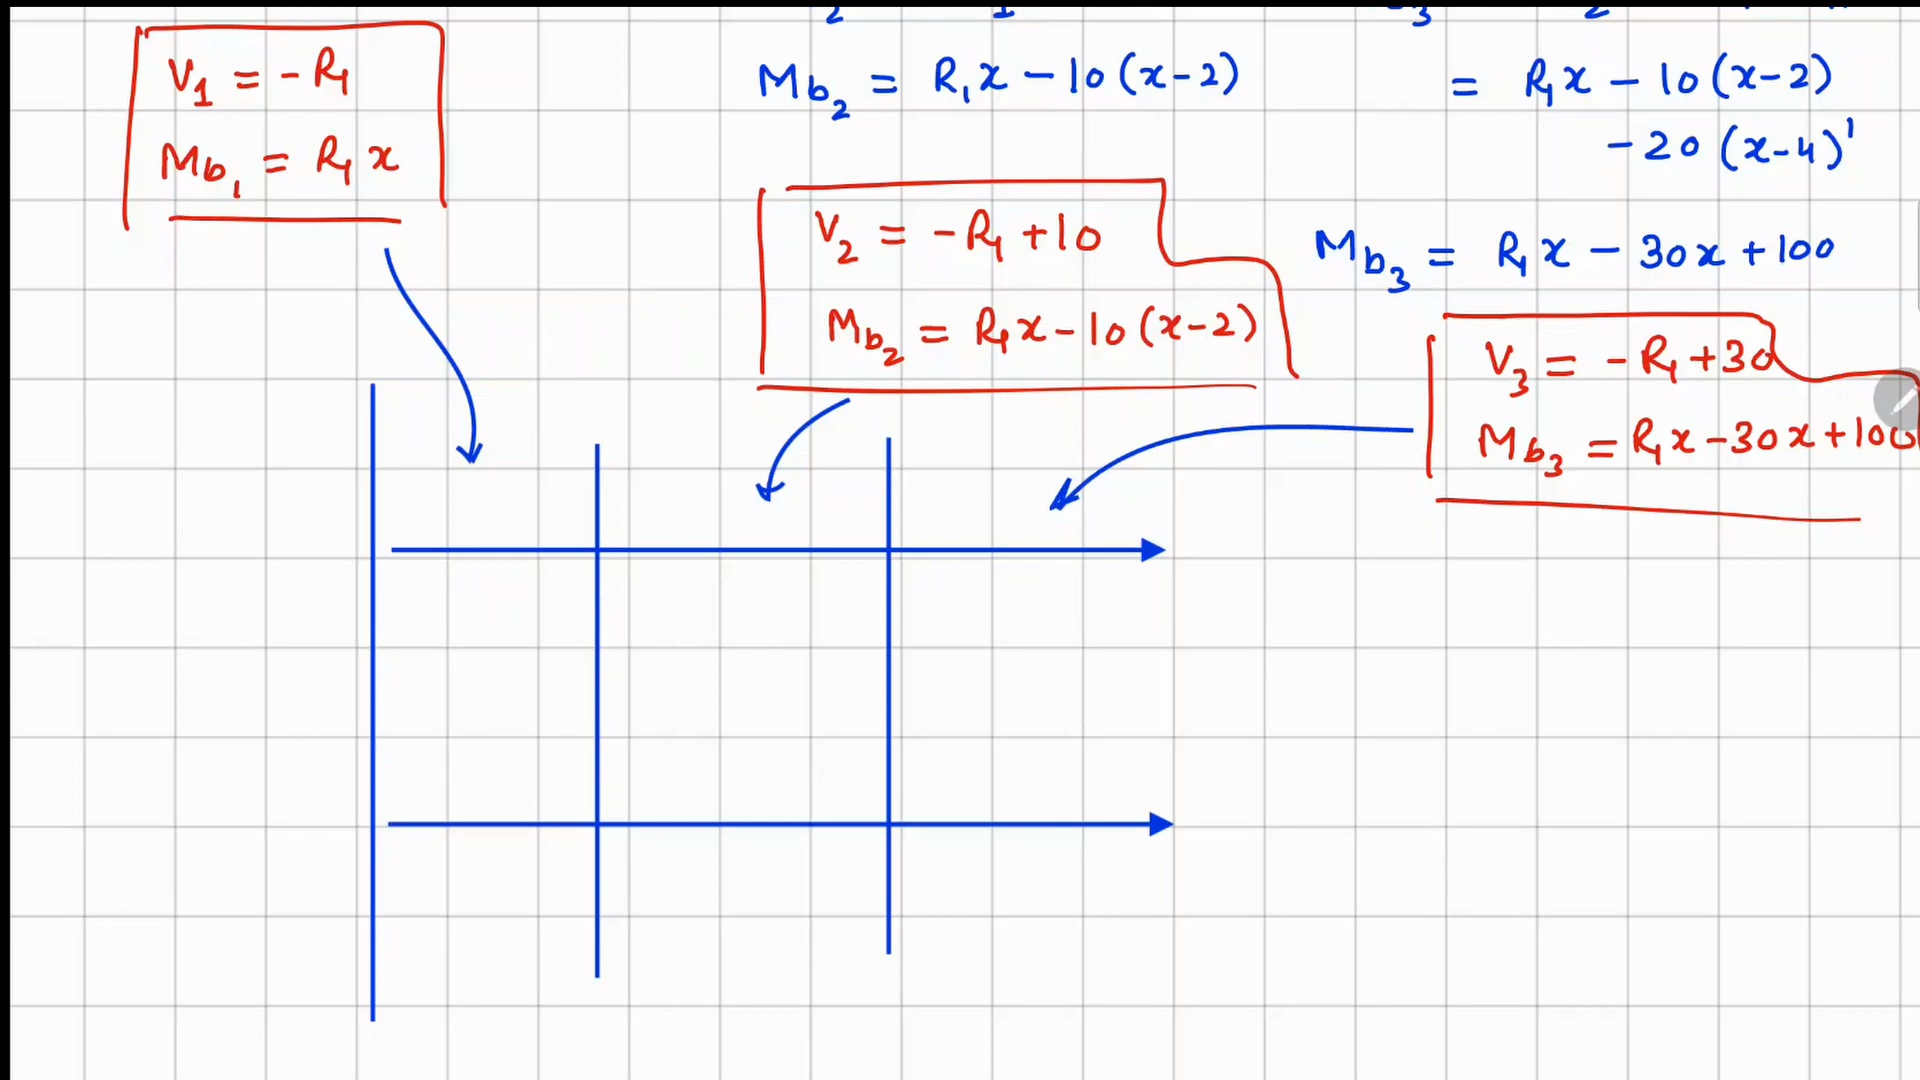 V₁ = -R₁
Mb₁ = R₁x
Mb₂ = R₁x - 10(x-2)
V₂ = -R₁ + 10
Mb₂ = R₁x - 10(x-2)
= R₁x - 10(x-2)
- 20(x-4)'
Mb₃ = R₁x - 30x + 100
V₃ = -R₁ + 30
Mb₃ = R₁x - 30x + 100